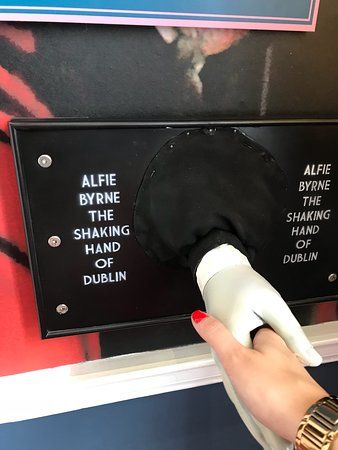 ALFIE
BYRNE
THE
SHAKING
HAND
OF
DUBLIN
ALFIE
BYRNE
THE
SHAKING
HAND
OF
DUBLIN